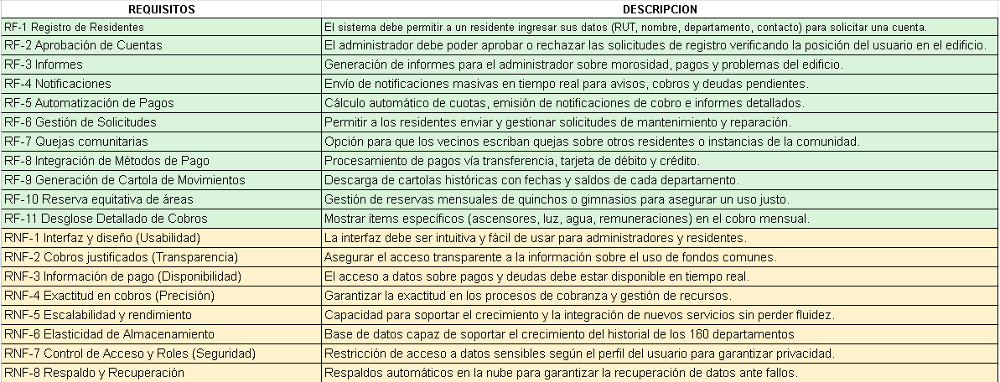 REQUISITOS DESCRIPCION
RF-1 Registro de Residentes El sistema debe permitir a un residente ingresar sus datos (RUT, nombre, departamento, contacto) para solicitar una cuenta.
RF-2 Aprobación de Cuentas El administrador debe poder aprobar o rechazar las solicitudes de registro verificando la posición del usuario en el edificio.
RF-3 Informes Generación de informes para el administrador sobre morosidad, pagos y problemas del edificio.
RF-4 Notificaciones Envío de notificaciones masivas en tiempo real para avisos, cobros y deudas pendientes.
RF-5 Automatización de Pagos Cálculo automático de cuotas, emisión de notificaciones de cobro e informes detallados.
RF-6 Gestión de Solicitudes Permitir a los residentes enviar y gestionar solicitudes de mantenimiento y reparación.
RF-7 Quejas comunitarias Opción para que los vecinos escriban quejas sobre otros residentes o instancias de la comunidad.
RF-8 Integración de Métodos de Pago Procesamiento de pagos vía transferencia, tarjeta de débito y crédito.
RF-9 Generación de Cartola de Movimientos Descarga de cartolas históricas con fechas y saldos de cada departamento.
RF-10 Reserva equitativa de áreas Gestión de reservas mensuales de quinchos o gimnasios para asegurar un uso justo.
RF-11 Desglose Detallado de Cobros Mostrar ítems específicos (ascensores, luz, agua, remuneraciones) en el cobro mensual.
RNF-1 Interfaz y diseño (Usabilidad) La interfaz debe ser intuitiva y fácil de usar para administradores y residentes.
RNF-2 Cobros justificados (Transparencia) Asegurar el acceso transparente a la información sobre el uso de fondos comunes.
RNF-3 Información de pago (Disponibilidad) El acceso a datos sobre pagos y deudas debe estar disponible en tiempo real.
RNF-4 Exactitud en cobros (Precisión) Garantizar la exactitud en los procesos de cobranza y gestión de recursos.
RNF-5 Escalabilidad y rendimiento Capacidad para soportar el crecimiento y la integración de nuevos servicios sin perder fluidez.
RNF-6 Elasticidad de Almacenamiento Base de datos capaz de soportar el crecimiento del historial de los 160 departamentos
RNF-7 Control de Acceso y Roles (Seguridad) Restricción de acceso a datos sensibles según el perfil del usuario para garantizar privacidad.
RNF-8 Respaldo y Recuperación Respaldos automáticos en la nube para garantizar la recuperación de datos ante fallos.